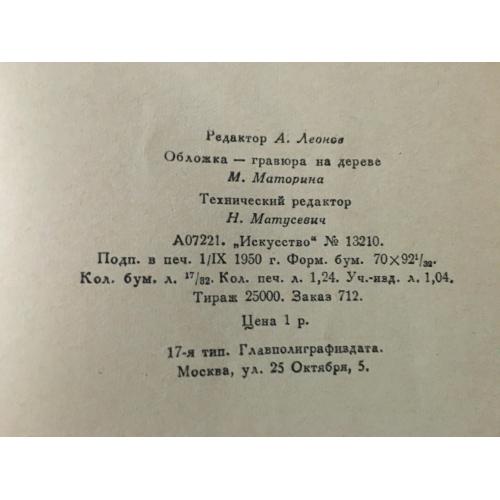 Редактор А. Леонов
Обложка — гравюра на дереве
М. Маторина
Технический редактор
Н. Матусевич
А07221. „Искусство“ № 13210.
Подп. в печ. 1/IX 1950 г. Форм. бум. 70×92¹/₃₂.
Кол. бум. л. ¹⁷/₃₂. Кол. печ. л. 1,24. Уч.-изд. л. 1,04.
Тираж 25000. Заказ 712.
Цена 1 р.
17-я тип. Главполиграфиздата.
Москва, ул. 25 Октября, 5.